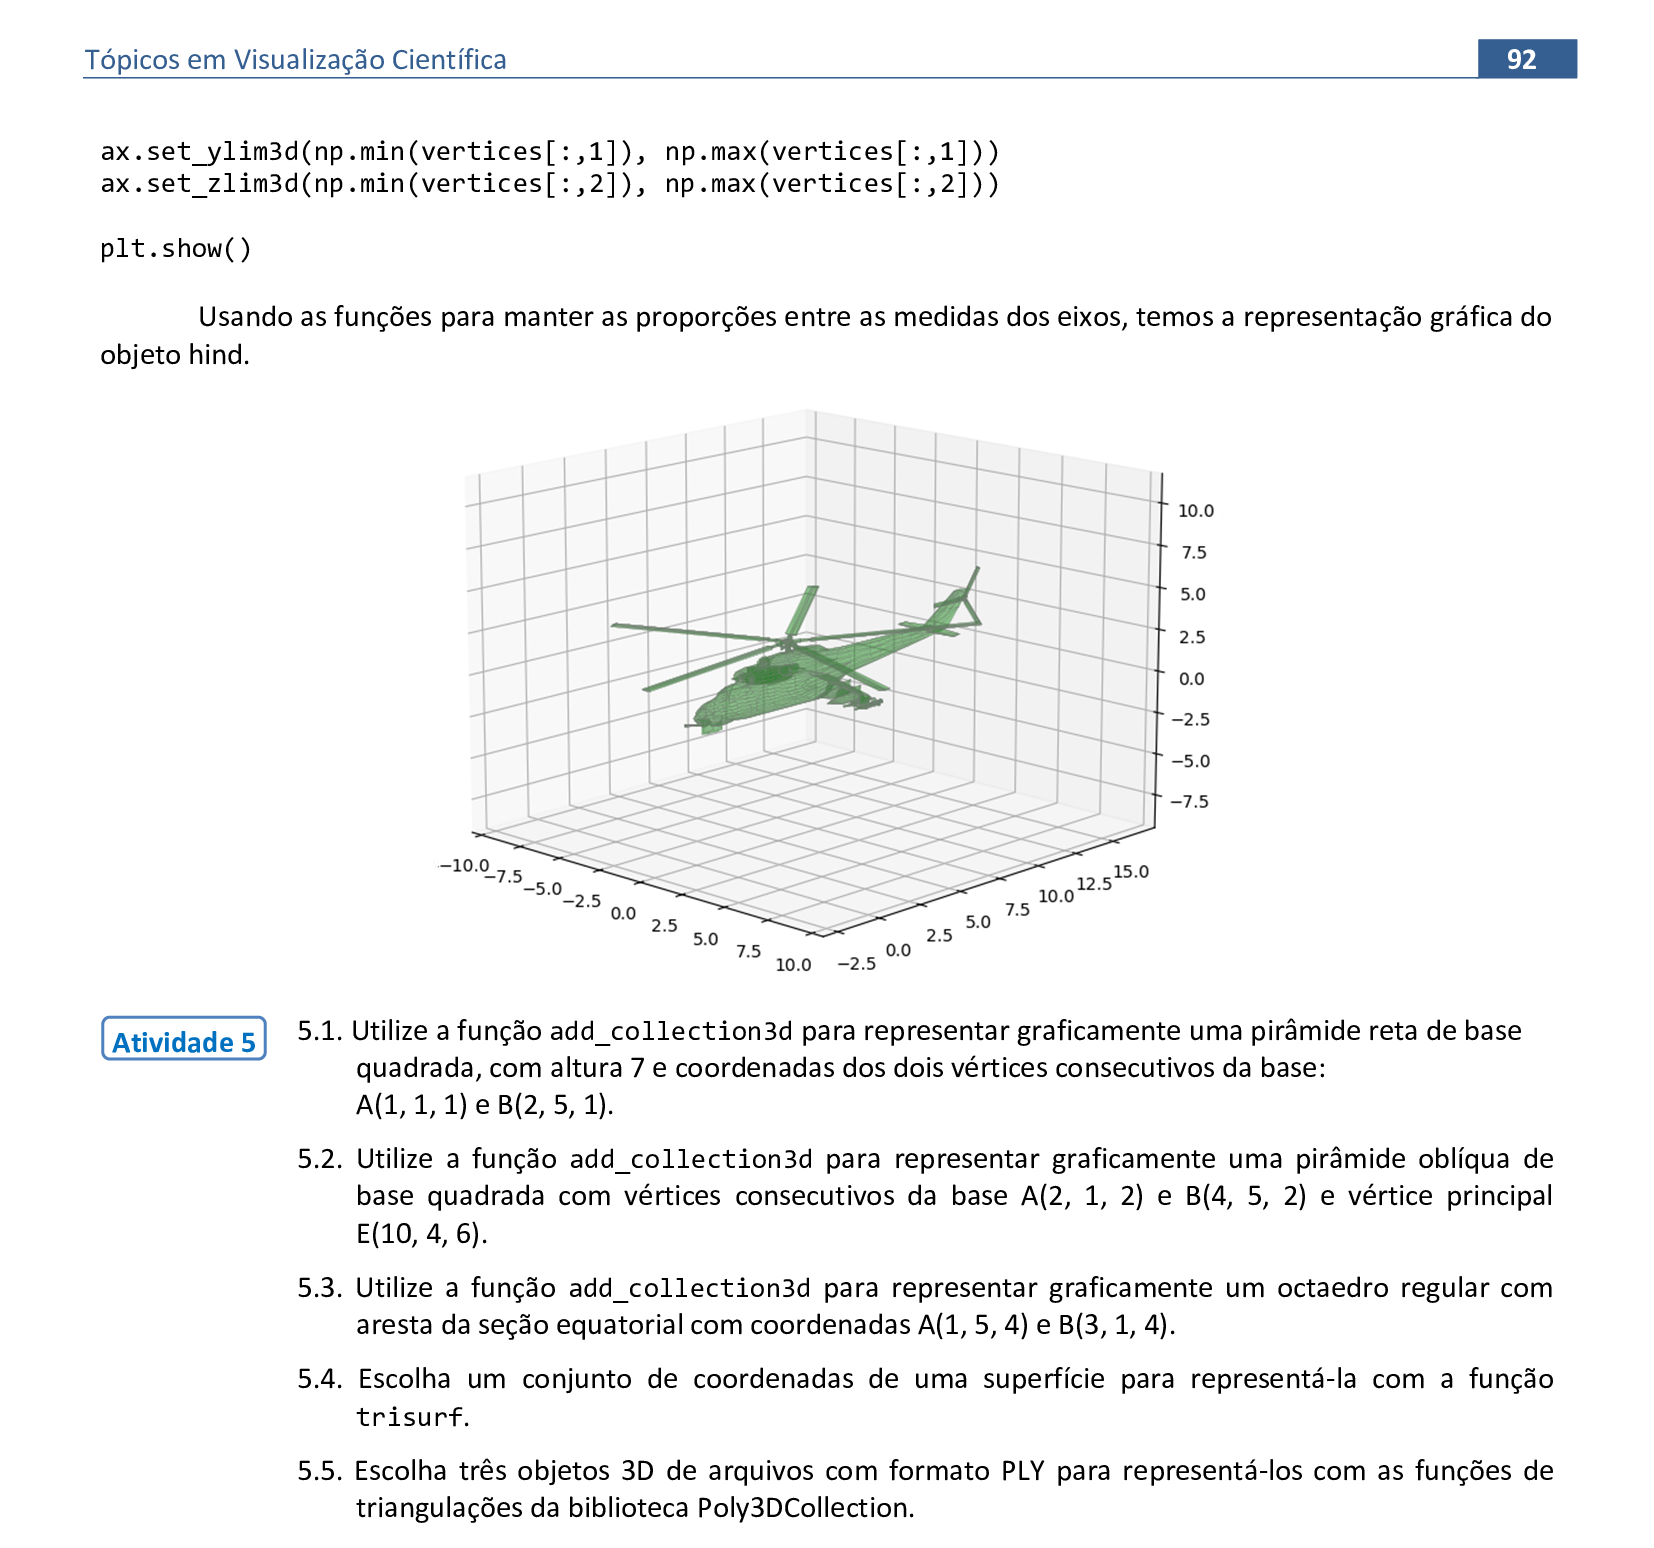 Tópicos em Visualização Científica
92
ax.set_ylim3d(np.min(vertices[:,1]), np.max(vertices[:,1]))
ax.set_zlim3d(np.min(vertices[:,2]), np.max(vertices[:,2]))
plt.show()
Usando as funções para manter as proporções entre as medidas dos eixos, temos a representação gráfica do
objeto hind.
10.0
7.5
5.0
2.5
0.0
−2.5
−5.0
−7.5
−10.0
−7.5
−5.0
−2.5
0.0
2.5
5.0
7.5
10.0
−2.5
0.0
2.5
5.0
7.5
10.0
12.5
15.0
Atividade 5
5.1. Utilize a função add_collection3d para representar graficamente uma pirâmide reta de base
quadrada, com altura 7 e coordenadas dos dois vértices consecutivos da base:
A(1, 1, 1) e B(2, 5, 1).
5.2. Utilize a função add_collection3d para representar graficamente uma pirâmide oblíqua de
base quadrada com vértices consecutivos da base A(2, 1, 2) e B(4, 5, 2) e vértice principal
E(10, 4, 6).
5.3. Utilize a função add_collection3d para representar graficamente um octaedro regular com
aresta da seção equatorial com coordenadas A(1, 5, 4) e B(3, 1, 4).
5.4. Escolha um conjunto de coordenadas de uma superfície para representá-la com a função
trisurf.
5.5. Escolha três objetos 3D de arquivos com formato PLY para representá-los com as funções de
triangulações da biblioteca Poly3DCollection.